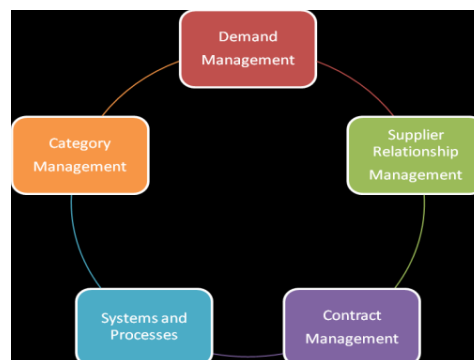 Demand
Management
Supplier
Relationship
Management
Contract
Management
Systems and
Processes
Category
Management